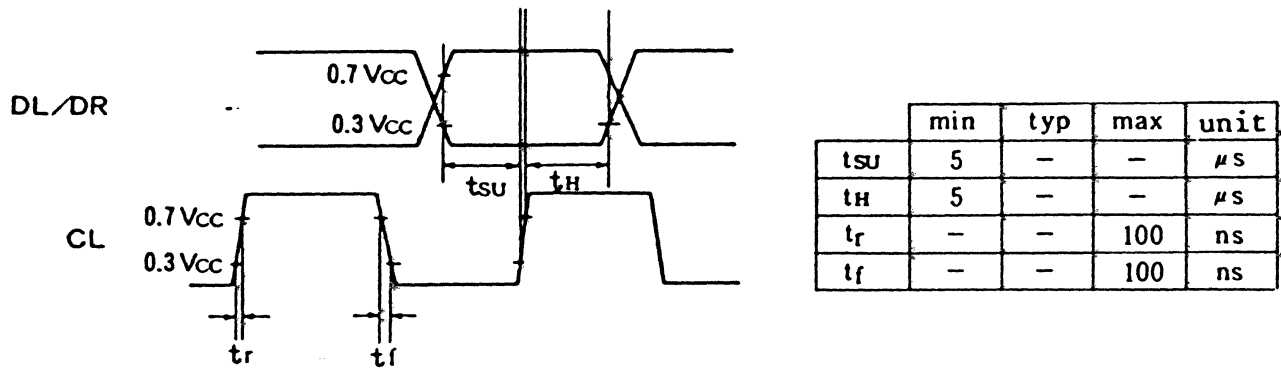 DL/DR
0.7 VCC
0.3 VCC
tSU
tH
CL
0.7 VCC
0.3 VCC
tr
tf
min typ max unit
tSU 5 — — μs
tH 5 — — μs
tr — — 100 ns
tf — — 100 ns